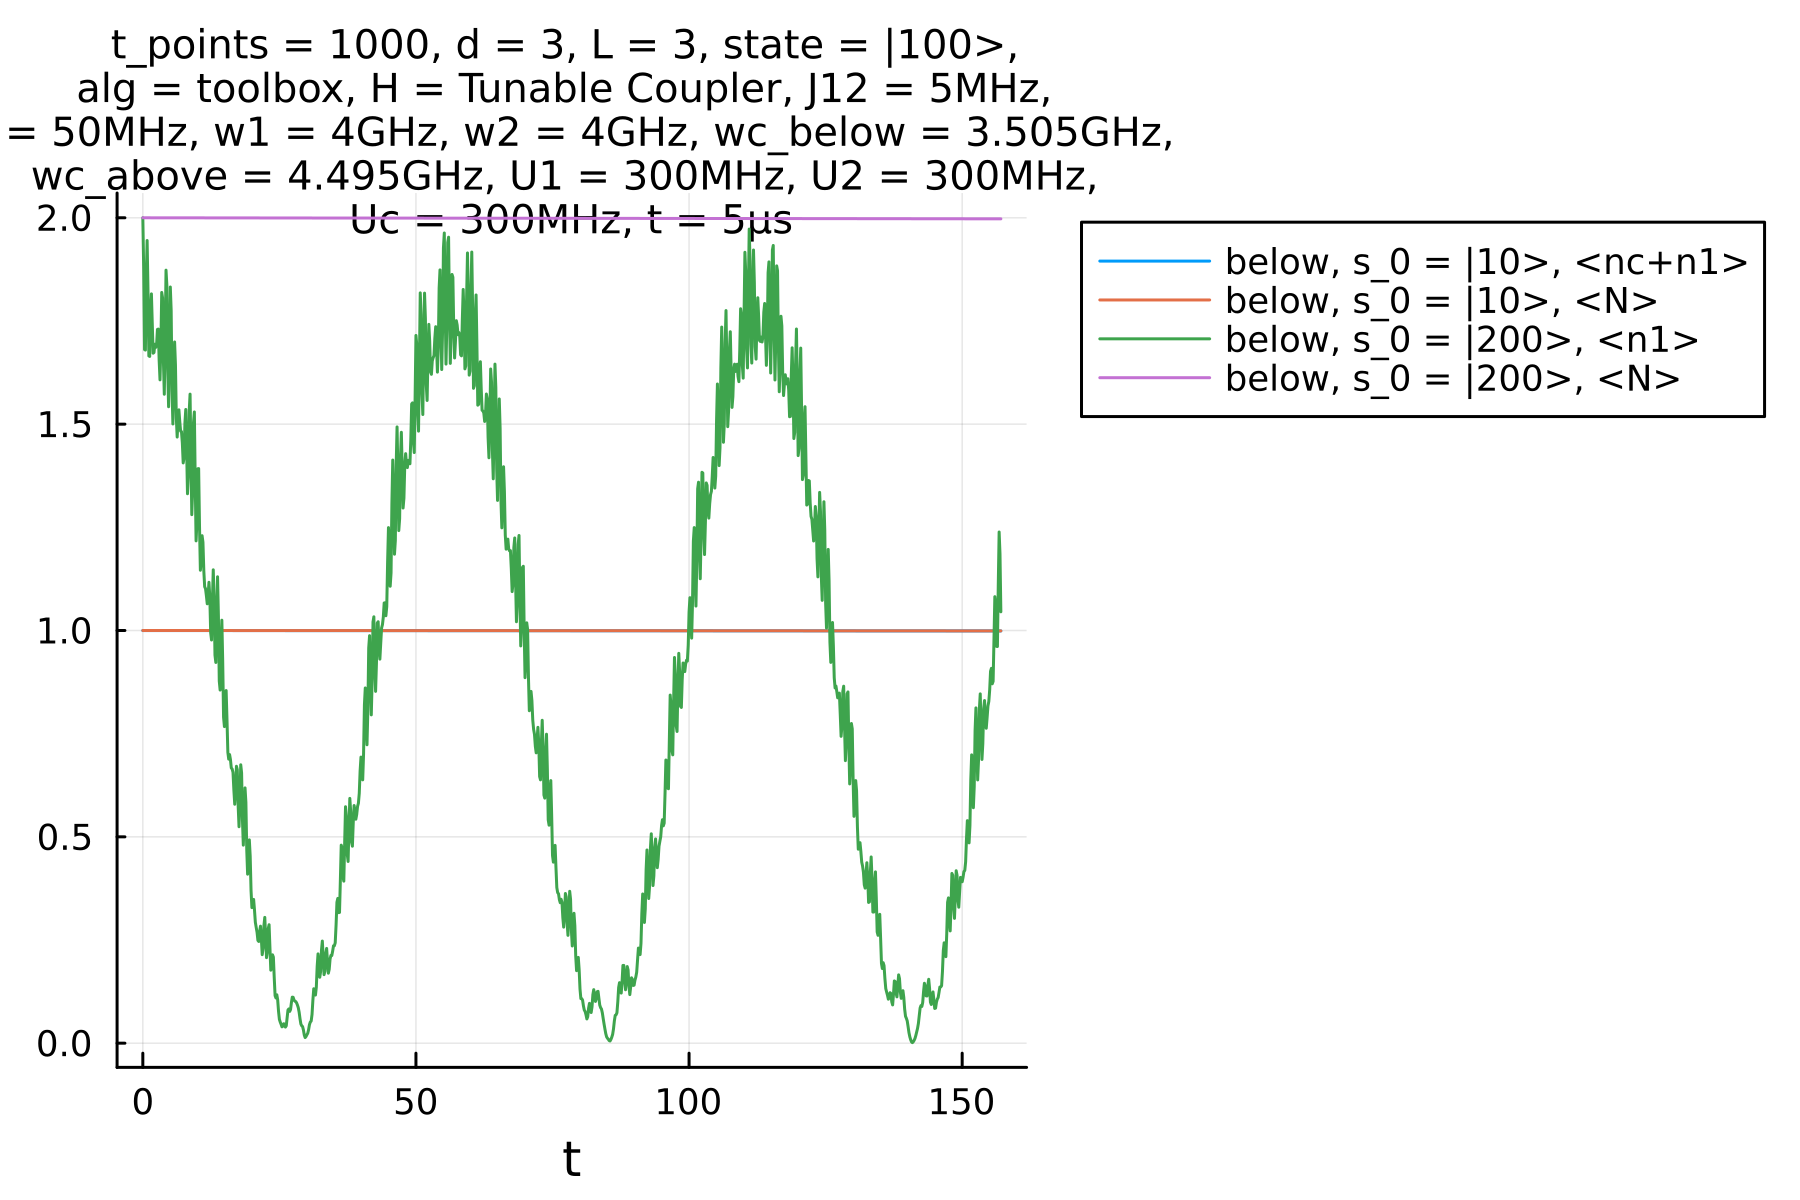 t_points = 1000, d = 3, L = 3, state = |100>,
alg = toolbox, H = Tunable Coupler, J12 = 5MHz,
= 50MHz, w1 = 4GHz, w2 = 4GHz, wc_below = 3.505GHz,
wc_above = 4.495GHz, U1 = 300MHz, U2 = 300MHz,
Uc = 300MHz, t = 5μs
2.0
1.5
1.0
0.5
0.0
0
50
100
150
t
below, s_0 = |10>, <nc+n1>
below, s_0 = |10>, <N>
below, s_0 = |200>, <n1>
below, s_0 = |200>, <N>